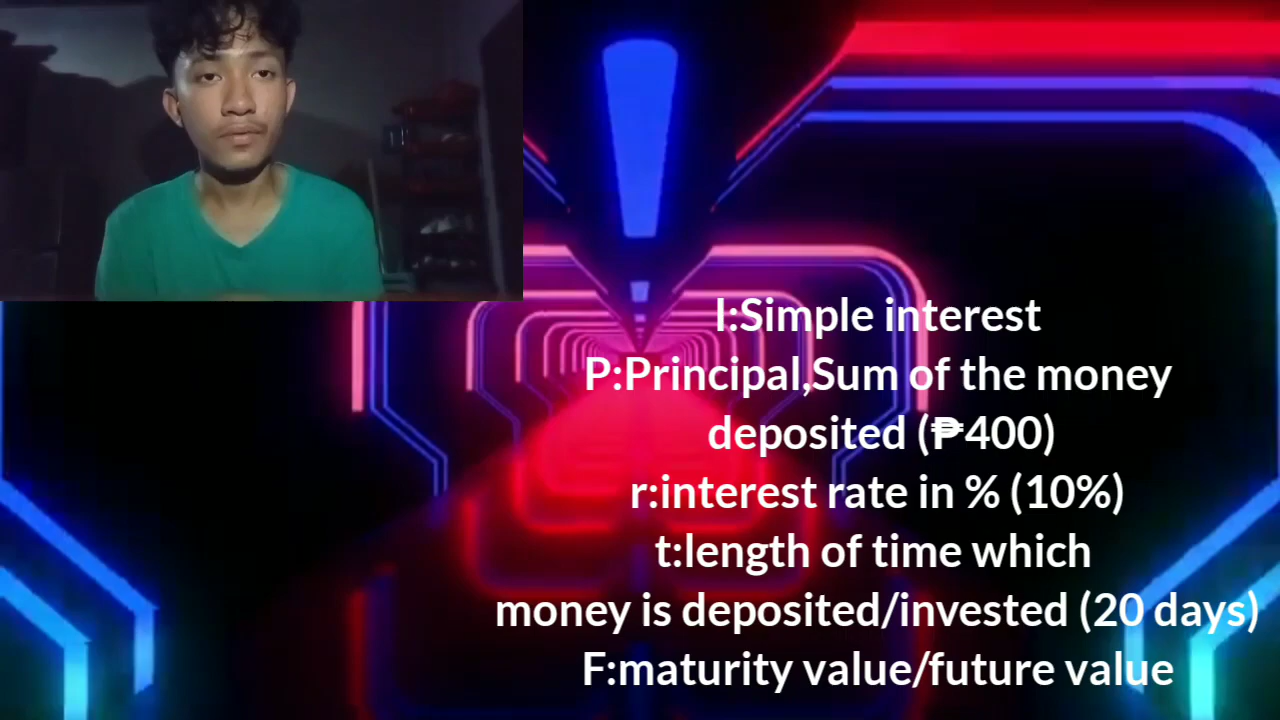 I:Simple interest
P:Principal,Sum of the money
deposited (₱400)
r:interest rate in % (10%)
t:length of time which
money is deposited/invested (20 days)
F:maturity value/future value